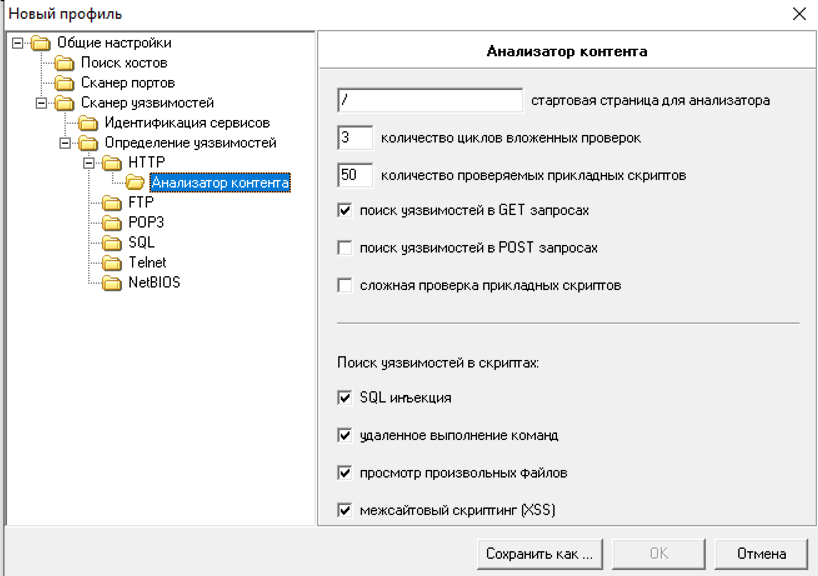 Новый профиль
Общие настройки
Поиск хостов
Сканер портов
Сканер уязвимостей
Идентификация сервисов
Определение уязвимостей
HTTP
Анализатор контента
FTP
POP3
SQL
Telnet
NetBIOS
Анализатор контента
/ стартовая страница для анализатора
3 количество циклов вложенных проверок
50 количество проверяемых прикладных скриптов
поиск уязвимостей в GET запросах
поиск уязвимостей в POST запросах
сложная проверка прикладных скриптов
Поиск уязвимостей в скриптах:
SQL инъекция
удаленное выполнение команд
просмотр произвольных файлов
межсайтовый скриптинг (XSS)
Сохранить как ... OK Отмена